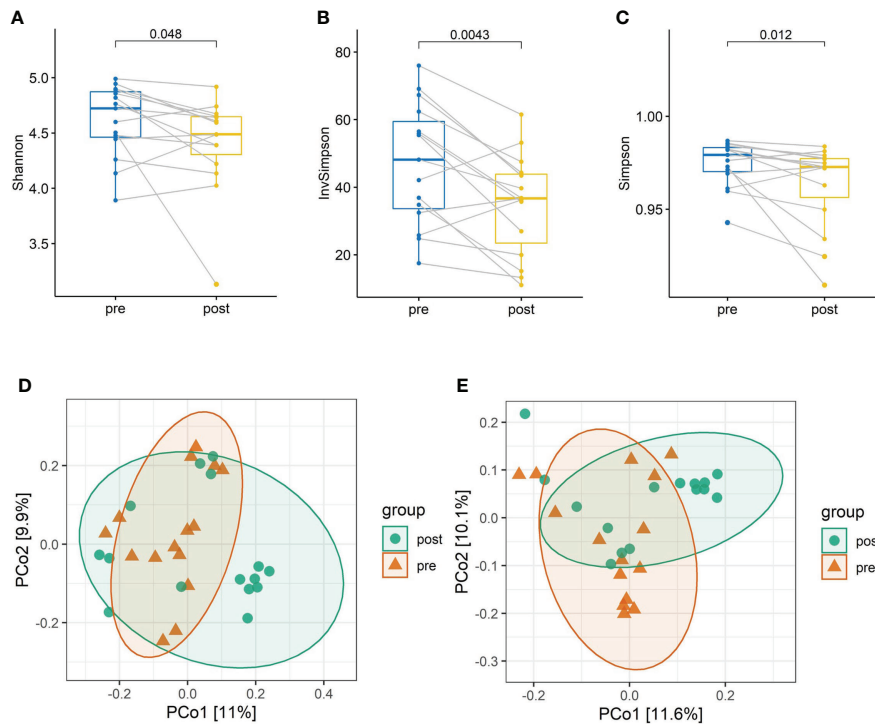 A
B
C
0.048
0.0043
0.012
Shannon
5.0
4.5
4.0
3.5
pre
post
InvSimpson
80
60
40
20
pre
post
Simpson
1.00
0.95
pre
post
D
PCo2 [9.9%]
0.2
0.0
-0.2
-0.2
0.0
0.2
0.4
PCo1 [11%]
group
post
pre
E
PCo2 [10.1%]
0.2
0.1
0.0
-0.1
-0.2
-0.3
-0.2
0.0
0.2
PCo1 [11.6%]
group
pos
pre